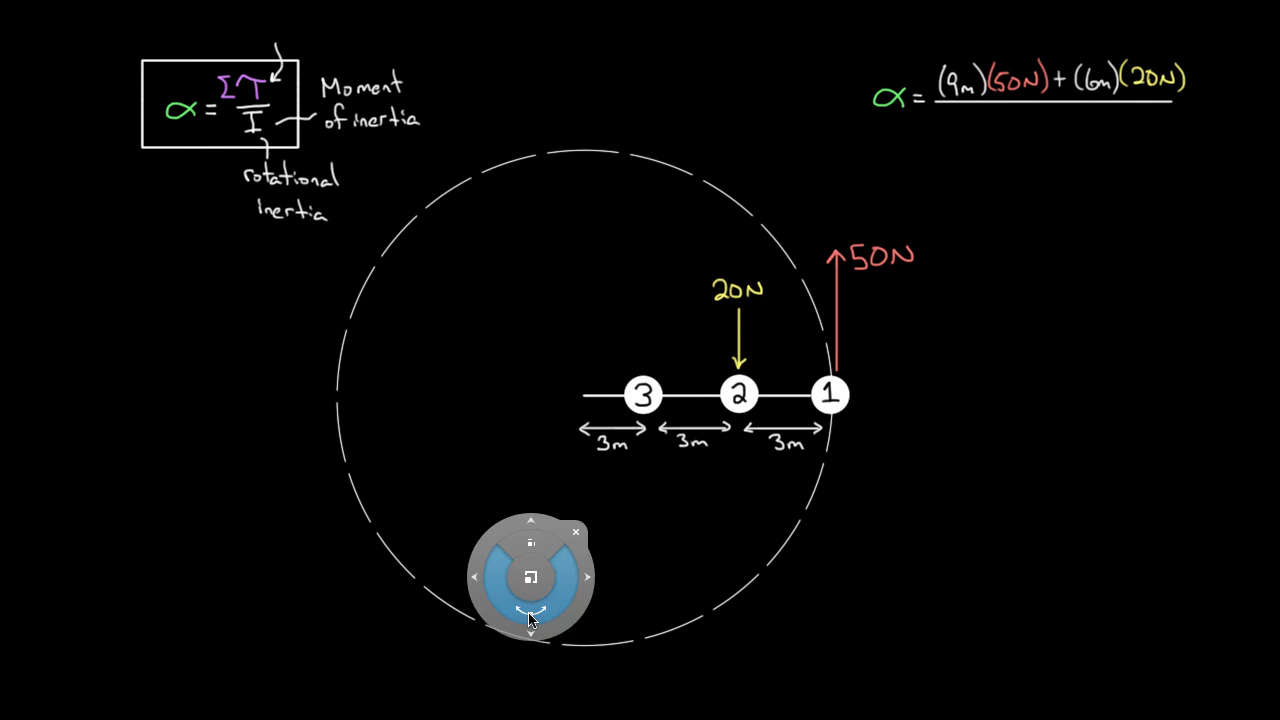 α = Στ / I
Moment
of inertia
rotational
inertia
α = (9m)(50N) + (6m)(20N)
50N
20N
3 2 1
3m 3m 3m